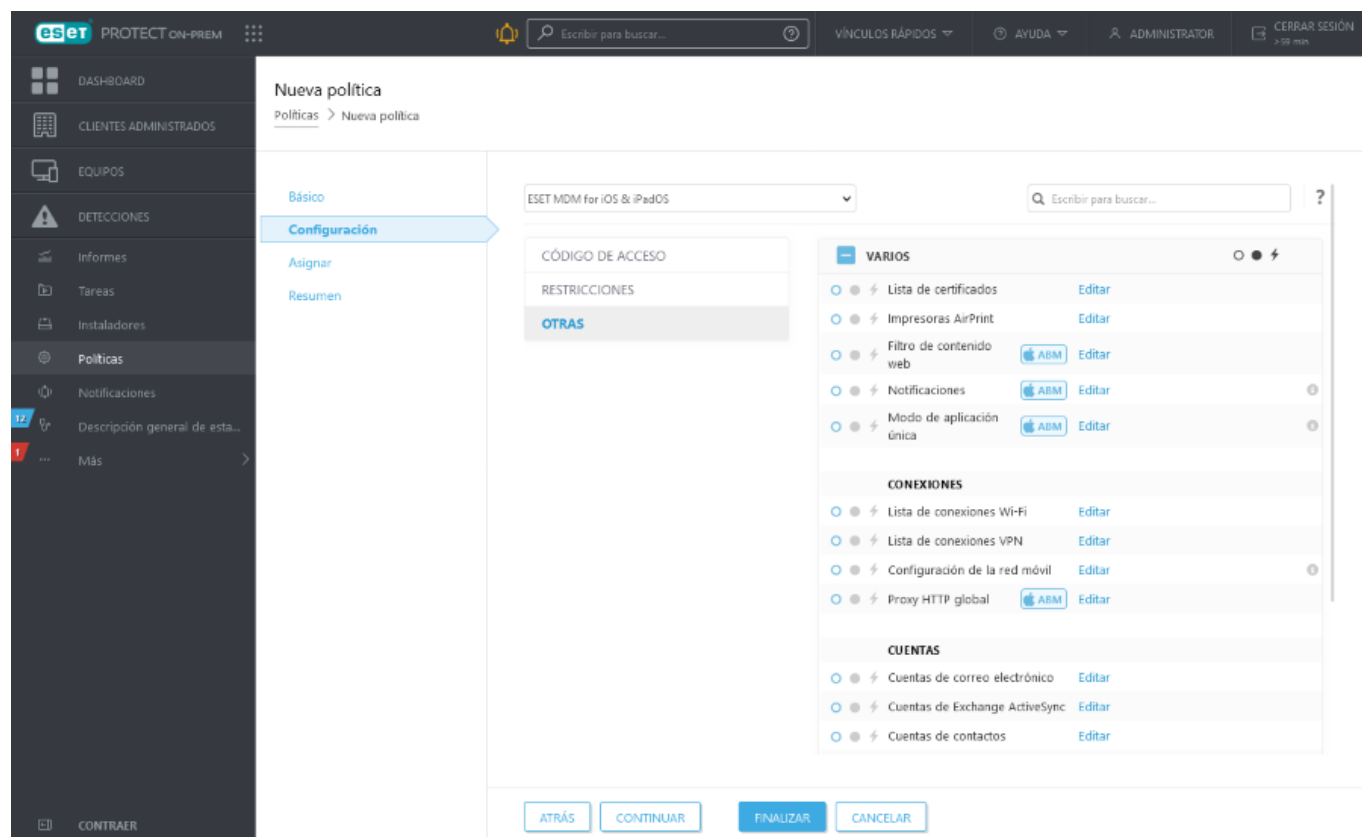 eset PROTECT ON-PREM
Escribir para buscar...
VÍNCULOS RÁPIDOS
AYUDA
ADMINISTRATOR
CERRAR SESIÓN
>59 min
DASHBOARD
CLIENTES ADMINISTRADOS
EQUIPOS
DETECCIONES
Informes
Tareas
Instaladores
Políticas
Notificaciones
12
Descripción general de esta...
1
Más
CONTRAER
Nueva política
Políticas > Nueva política
Básico
Configuración
Asignar
Resumen
ESET MDM for iOS & iPadOS
Escribir para buscar...
?
CÓDIGO DE ACCESO
RESTRICCIONES
OTRAS
VARIOS
Lista de certificados Editar
Impresoras AirPrint Editar
Filtro de contenido
web ABM Editar
Notificaciones ABM Editar
Modo de aplicación
única ABM Editar
CONEXIONES
Lista de conexiones Wi-Fi Editar
Lista de conexiones VPN Editar
Configuración de la red móvil Editar
Proxy HTTP global ABM Editar
CUENTAS
Cuentas de correo electrónico Editar
Cuentas de Exchange ActiveSync Editar
Cuentas de contactos Editar
ATRÁS
CONTINUAR
FINALIZAR
CANCELAR